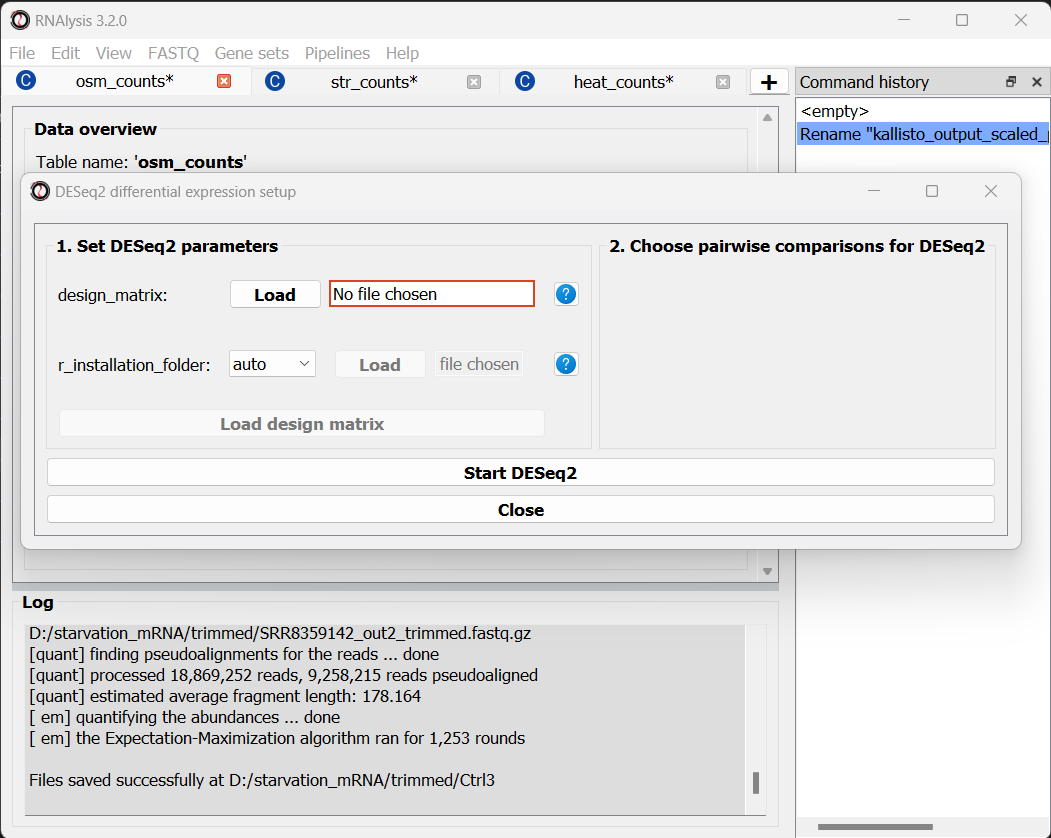 RNAlysis 3.2.0
File Edit View FASTQ Gene sets Pipelines Help
C osm_counts* C str_counts* C heat_counts* +
Command history
<empty>
Rename "kallisto_output_scaled_
Data overview
Table name: 'osm_counts'
DESeq2 differential expression setup
1. Set DESeq2 parameters
design_matrix: Load No file chosen ?
r_installation_folder: auto Load file chosen ?
Load design matrix
2. Choose pairwise comparisons for DESeq2
Start DESeq2
Close
Log
D:/starvation_mRNA/trimmed/SRR8359142_out2_trimmed.fastq.gz
[quant] finding pseudoalignments for the reads ... done
[quant] processed 18,869,252 reads, 9,258,215 reads pseudoaligned
[quant] estimated average fragment length: 178.164
[ em] quantifying the abundances ... done
[ em] the Expectation-Maximization algorithm ran for 1,253 rounds
Files saved successfully at D:/starvation_mRNA/trimmed/Ctrl3